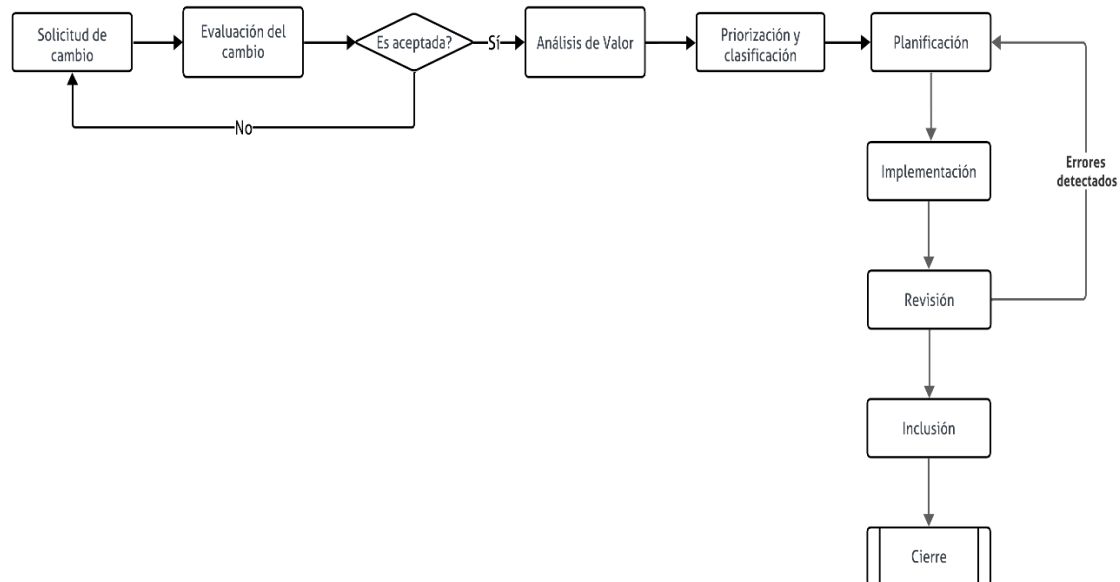 Solicitud de
cambio
Evaluación del
cambio
Es aceptada?
Sí
Análisis de Valor
Priorización y
clasificación
Planificación
No
Implementación
Errores
detectados
Revisión
Inclusión
Cierre